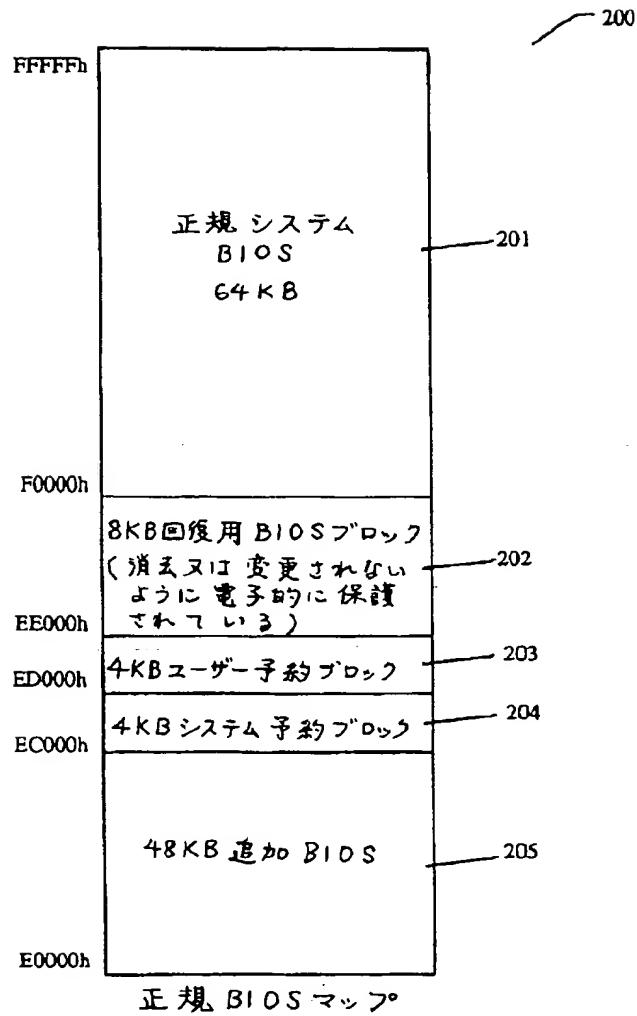 200
FFFFFh
正規システム
BIOS
64KB
201
F0000h
8KB回復用BIOSブロック
(消去又は変更されない
ように電子的に保護
されている)
202
EE000h
4KBユーザー予約ブロック
203
ED000h
4KBシステム予約ブロック
204
EC000h
48KB追加BIOS
205
E0000h
正規BIOSマップ